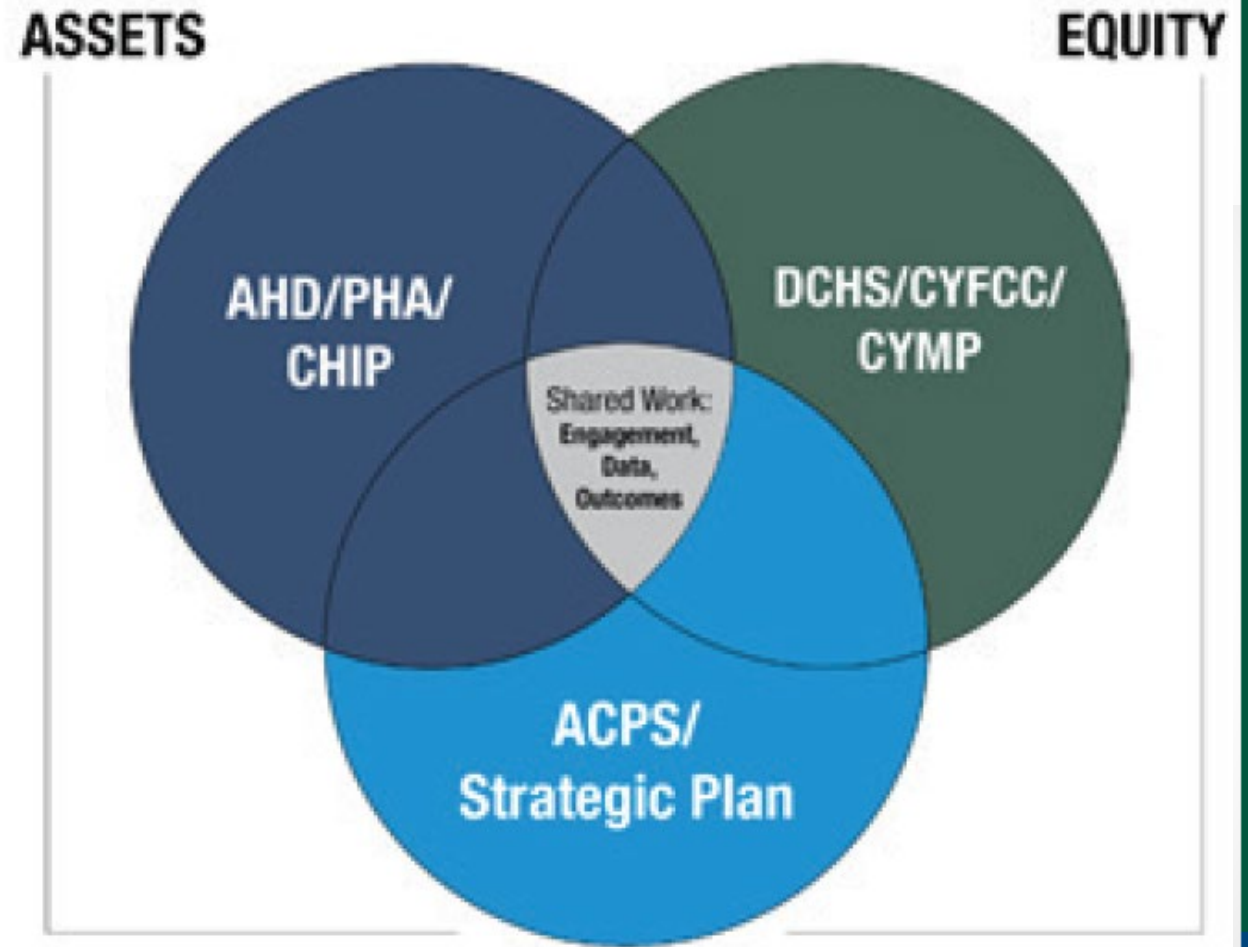 ASSETS
EQUITY
AHD/PHA/
CHIP
DCHS/CYFCC/
CYMP
Shared Work:
Engagement,
Data,
Outcomes
ACPS/
Strategic Plan